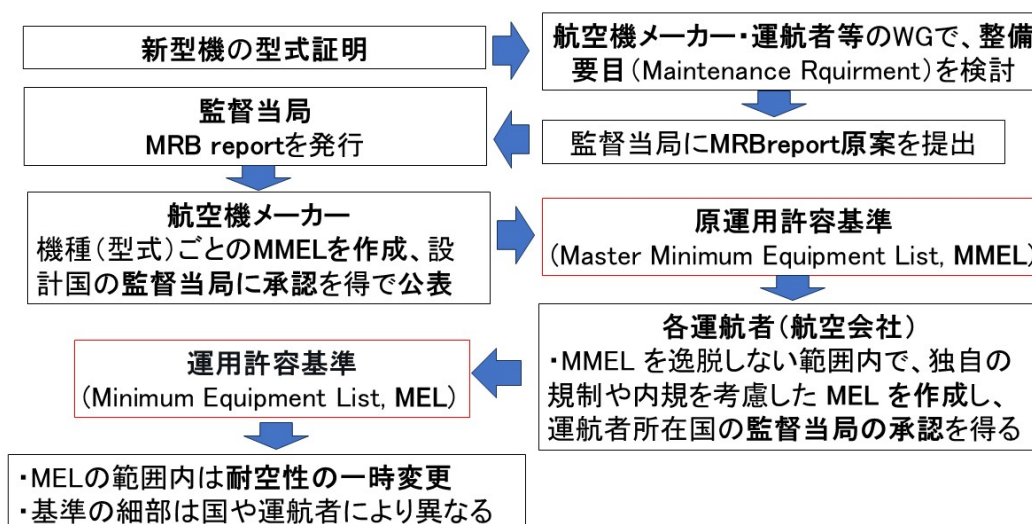 新型機の型式証明
航空機メーカー・運航者等のWGで、整備
要目(Maintenance Rquirment)を検討
監督当局にMRBreport原案を提出
監督当局
MRB reportを発行
航空機メーカー
機種(型式)ごとのMMELを作成、設
計国の監督当局に承認を得で公表
原運用許容基準
(Master Minimum Equipment List, MMEL)
各運航者(航空会社)
・MMEL を逸脱しない範囲内で、独自の
規制や内規を考慮した MEL を作成し、
運航者所在国の監督当局の承認を得る
運用許容基準
(Minimum Equipment List, MEL)
・MELの範囲内は耐空性の一時変更
・基準の細部は国や運航者により異なる